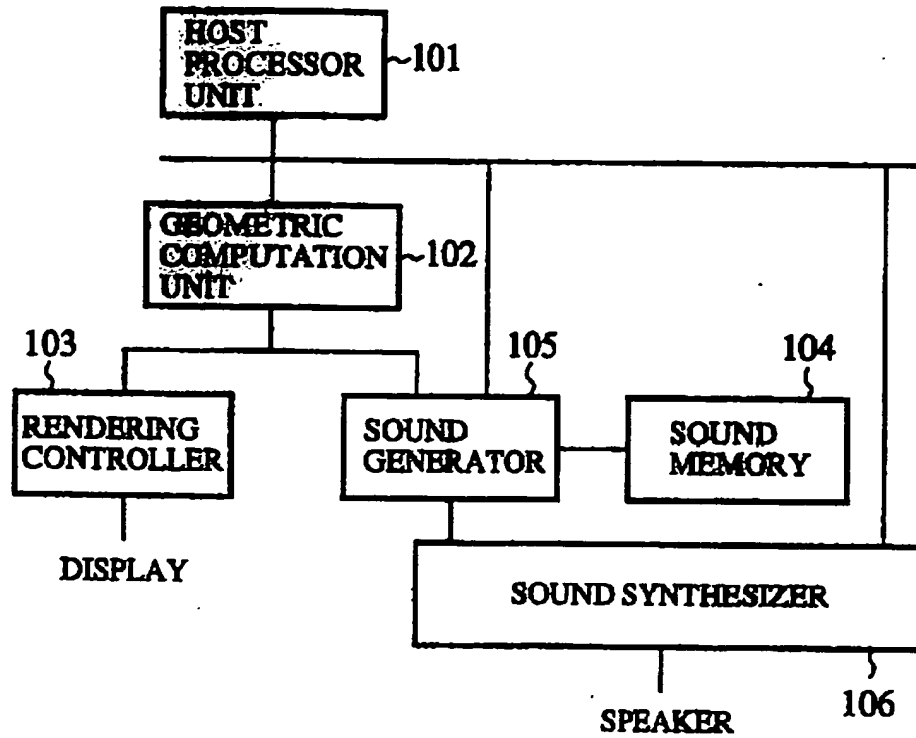 HOST
PROCESSOR
UNIT
101
GEOMETRIC
COMPUTATION
UNIT
102
103
105
104
RENDERING
CONTROLLER
SOUND
GENERATOR
SOUND
MEMORY
DISPLAY
SOUND SYNTHESIZER
106
SPEAKER